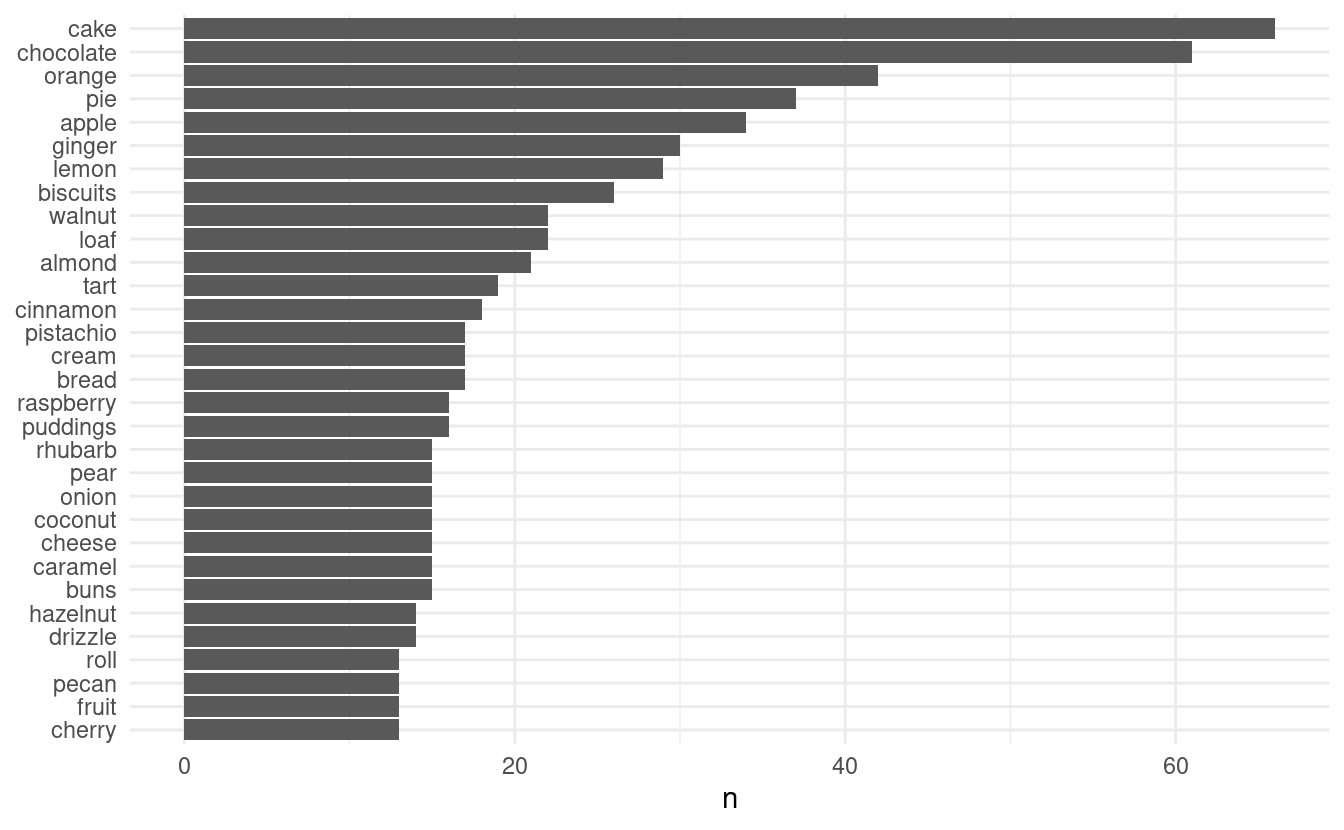 cake
chocolate
orange
pie
apple
ginger
lemon
biscuits
walnut
loaf
almond
tart
cinnamon
pistachio
cream
bread
raspberry
puddings
rhubarb
pear
onion
coconut
cheese
caramel
buns
hazelnut
drizzle
roll
pecan
fruit
cherry
0 20 40 60
n